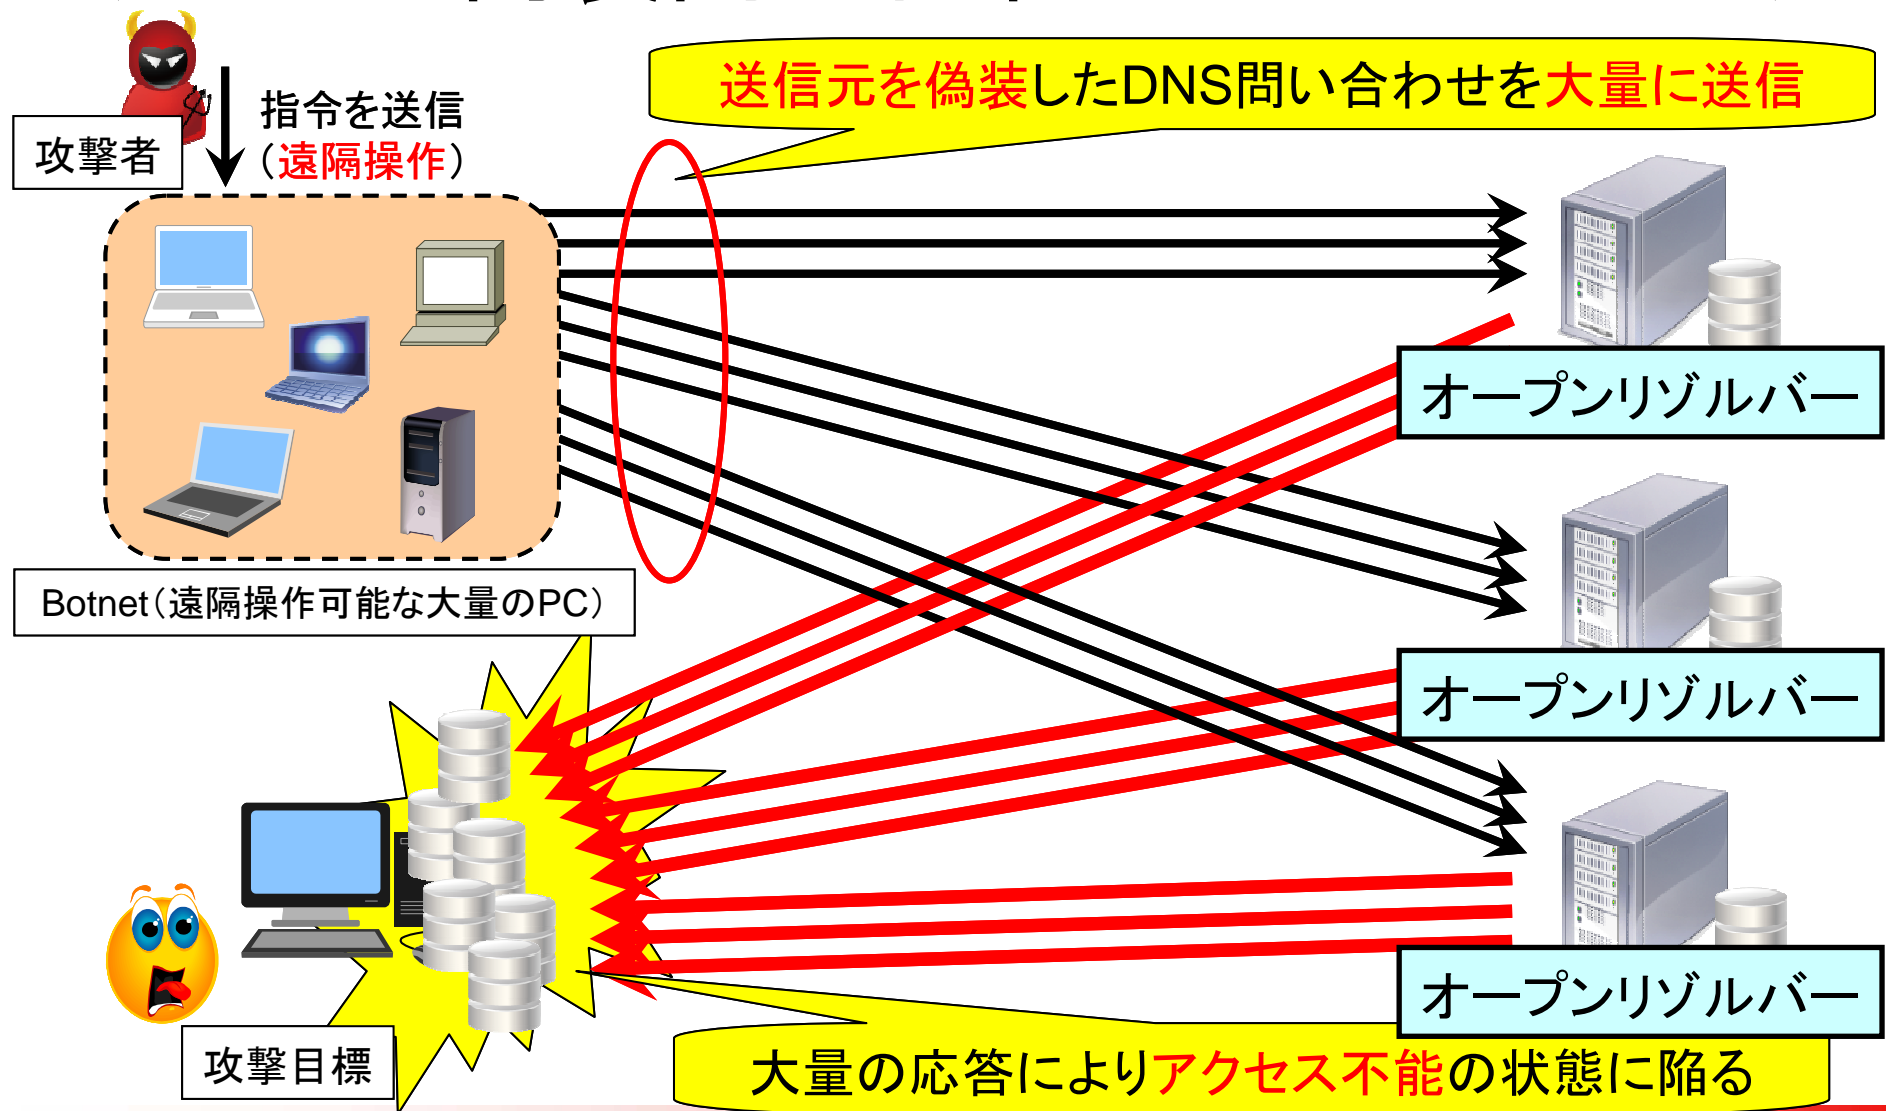 送信元を偽装したDNS問い合わせを大量に送信
指令を送信
（遠隔操作）
攻撃者
オープンリゾルバー
Botnet（遠隔操作可能な大量のPC）
オープンリゾルバー
オープンリゾルバー
攻撃目標
大量の応答によりアクセス不能の状態に陥る